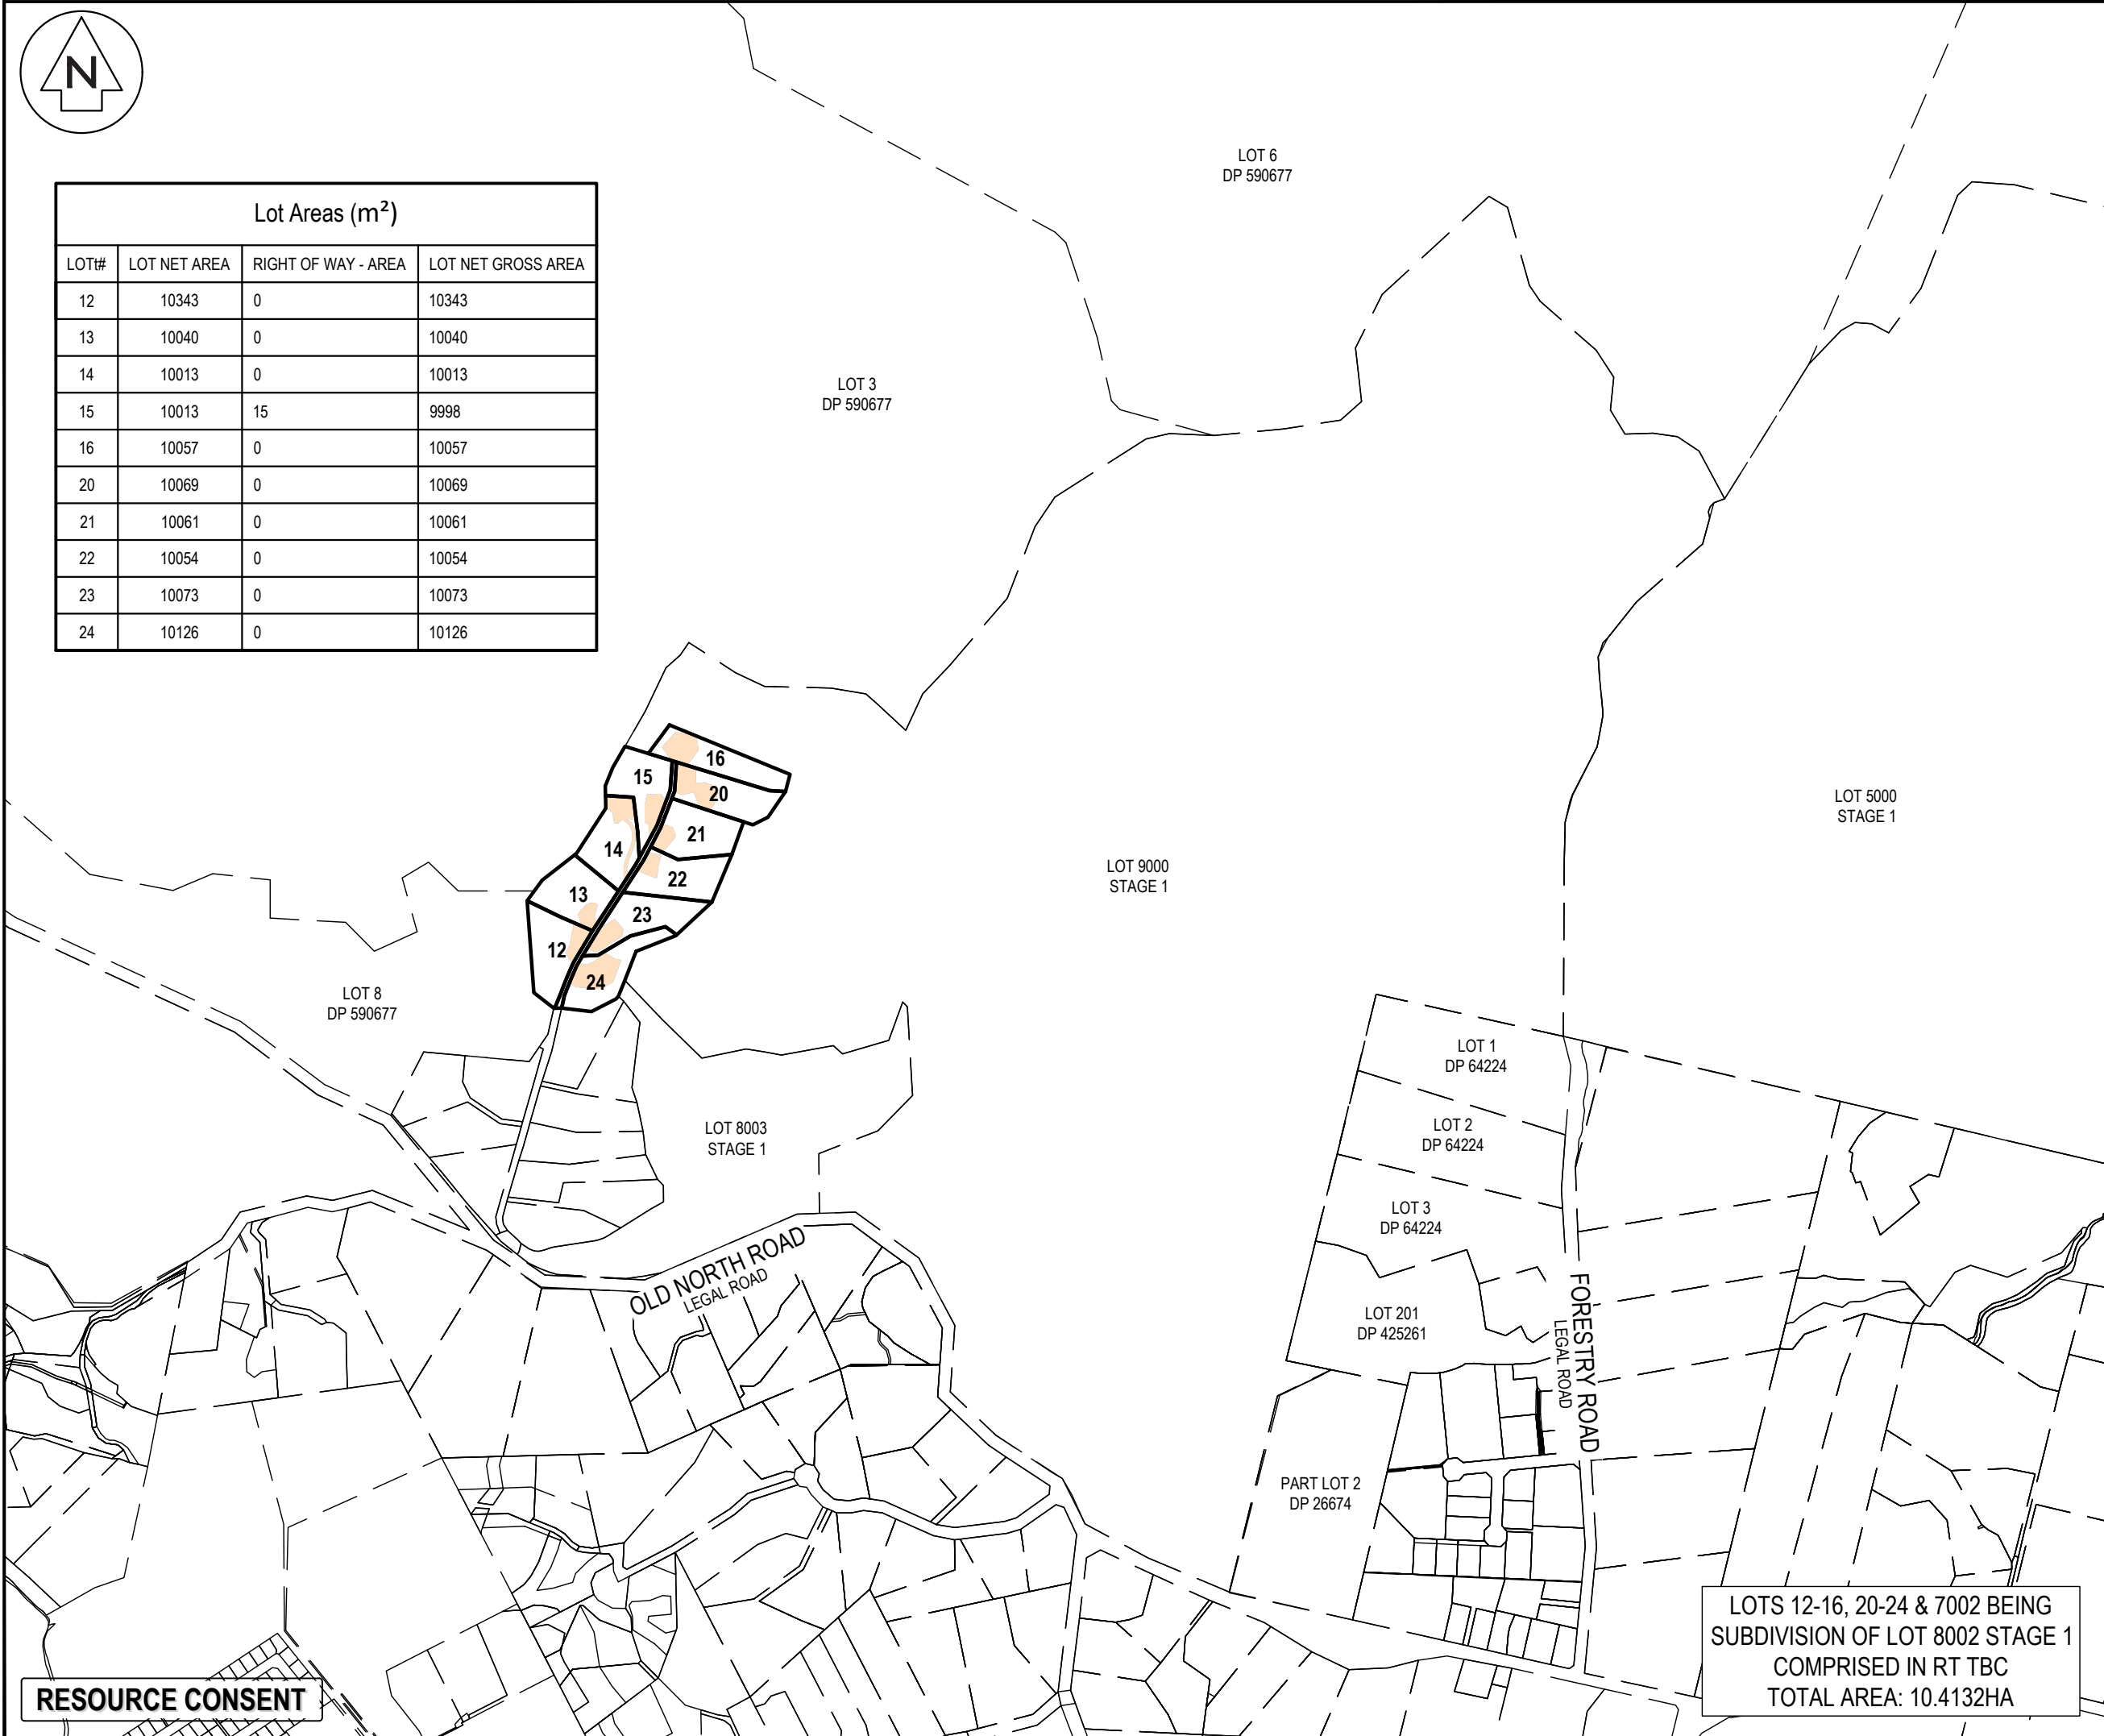 N
Lot Areas (m²)
LOTt# LOT NET AREA RIGHT OF WAY - AREA LOT NET GROSS AREA
12 10343 0 10343
13 10040 0 10040
14 10013 0 10013
15 10013 15 9998
16 10057 0 10057
20 10069 0 10069
21 10061 0 10061
22 10054 0 10054
23 10073 0 10073
24 10126 0 10126
LOT 6
DP 590677
LOT 3
DP 590677
16
15
20
21
14
22
13
23
12
24
LOT 5000
STAGE 1
LOT 9000
STAGE 1
LOT 8
DP 590677
LOT 8003
STAGE 1
LOT 1
DP 64224
LOT 2
DP 64224
LOT 3
DP 64224
LOT 201
DP 425261
OLD NORTH ROAD
LEGAL ROAD
FORESTRY ROAD
LEGAL ROAD
PART LOT 2
DP 26674
RESOURCE CONSENT
LOTS 12-16, 20-24 & 7002 BEING
SUBDIVISION OF LOT 8002 STAGE 1
COMPRISED IN RT TBC
TOTAL AREA: 10.4132HA